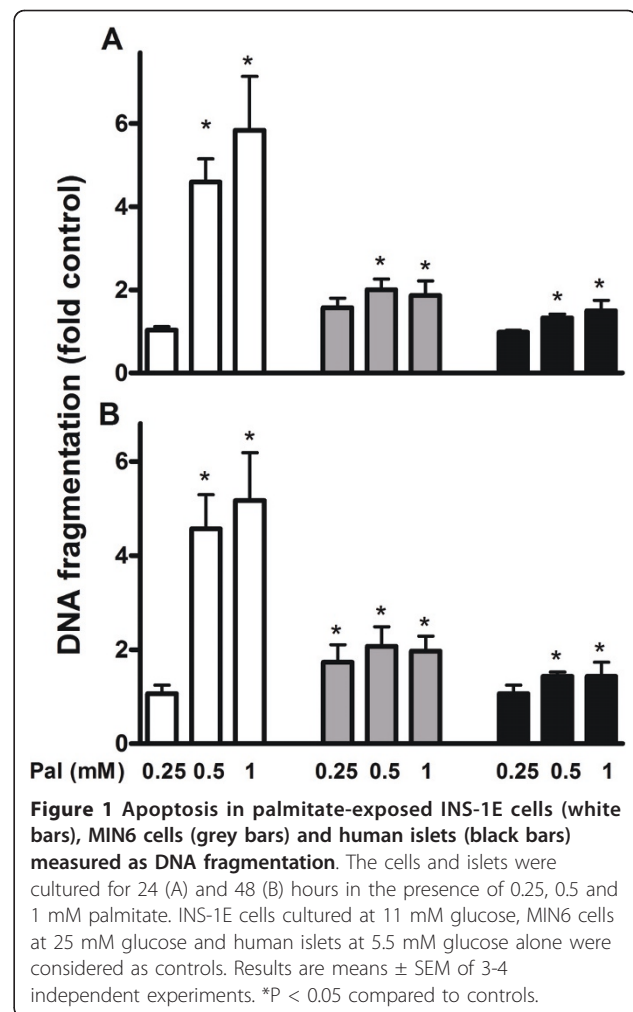 A
*
*
6
4
*
*
*
*
2
0
DNA fragmentation (fold control)
B
*
*
6
4
*
*
*
*
*
2
0
Pal (mM) 0.25 0.5 1 0.25 0.5 1 0.25 0.5 1
Figure 1 Apoptosis in palmitate-exposed INS-1E cells (white
bars), MIN6 cells (grey bars) and human islets (black bars)
measured as DNA fragmentation. The cells and islets were
cultured for 24 (A) and 48 (B) hours in the presence of 0.25, 0.5 and
1 mM palmitate. INS-1E cells cultured at 11 mM glucose, MIN6 cells
at 25 mM glucose and human islets at 5.5 mM glucose alone were
considered as controls. Results are means ± SEM of 3-4
independent experiments. *P < 0.05 compared to controls.